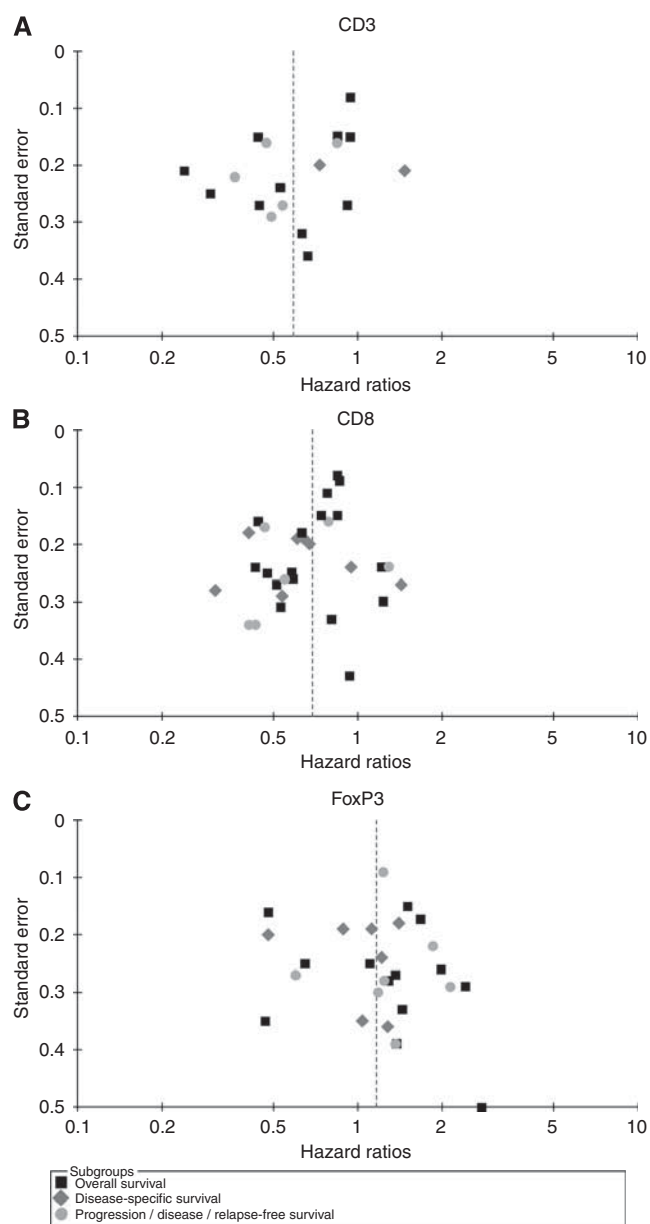 A
CD3
0
0.1
0.2
0.3
0.4
0.5
Standard error
0.1 0.2 0.5 1 2 5 10
Hazard ratios
B
CD8
0
0.1
0.2
0.3
0.4
0.5
Standard error
0.1 0.2 0.5 1 2 5 10
Hazard ratios
C
FoxP3
0
0.1
0.2
0.3
0.4
0.5
Standard error
0.1 0.2 0.5 1 2 5 10
Hazard ratios
Subgroups
Overall survival
Disease-specific survival
Progression / disease / relapse-free survival